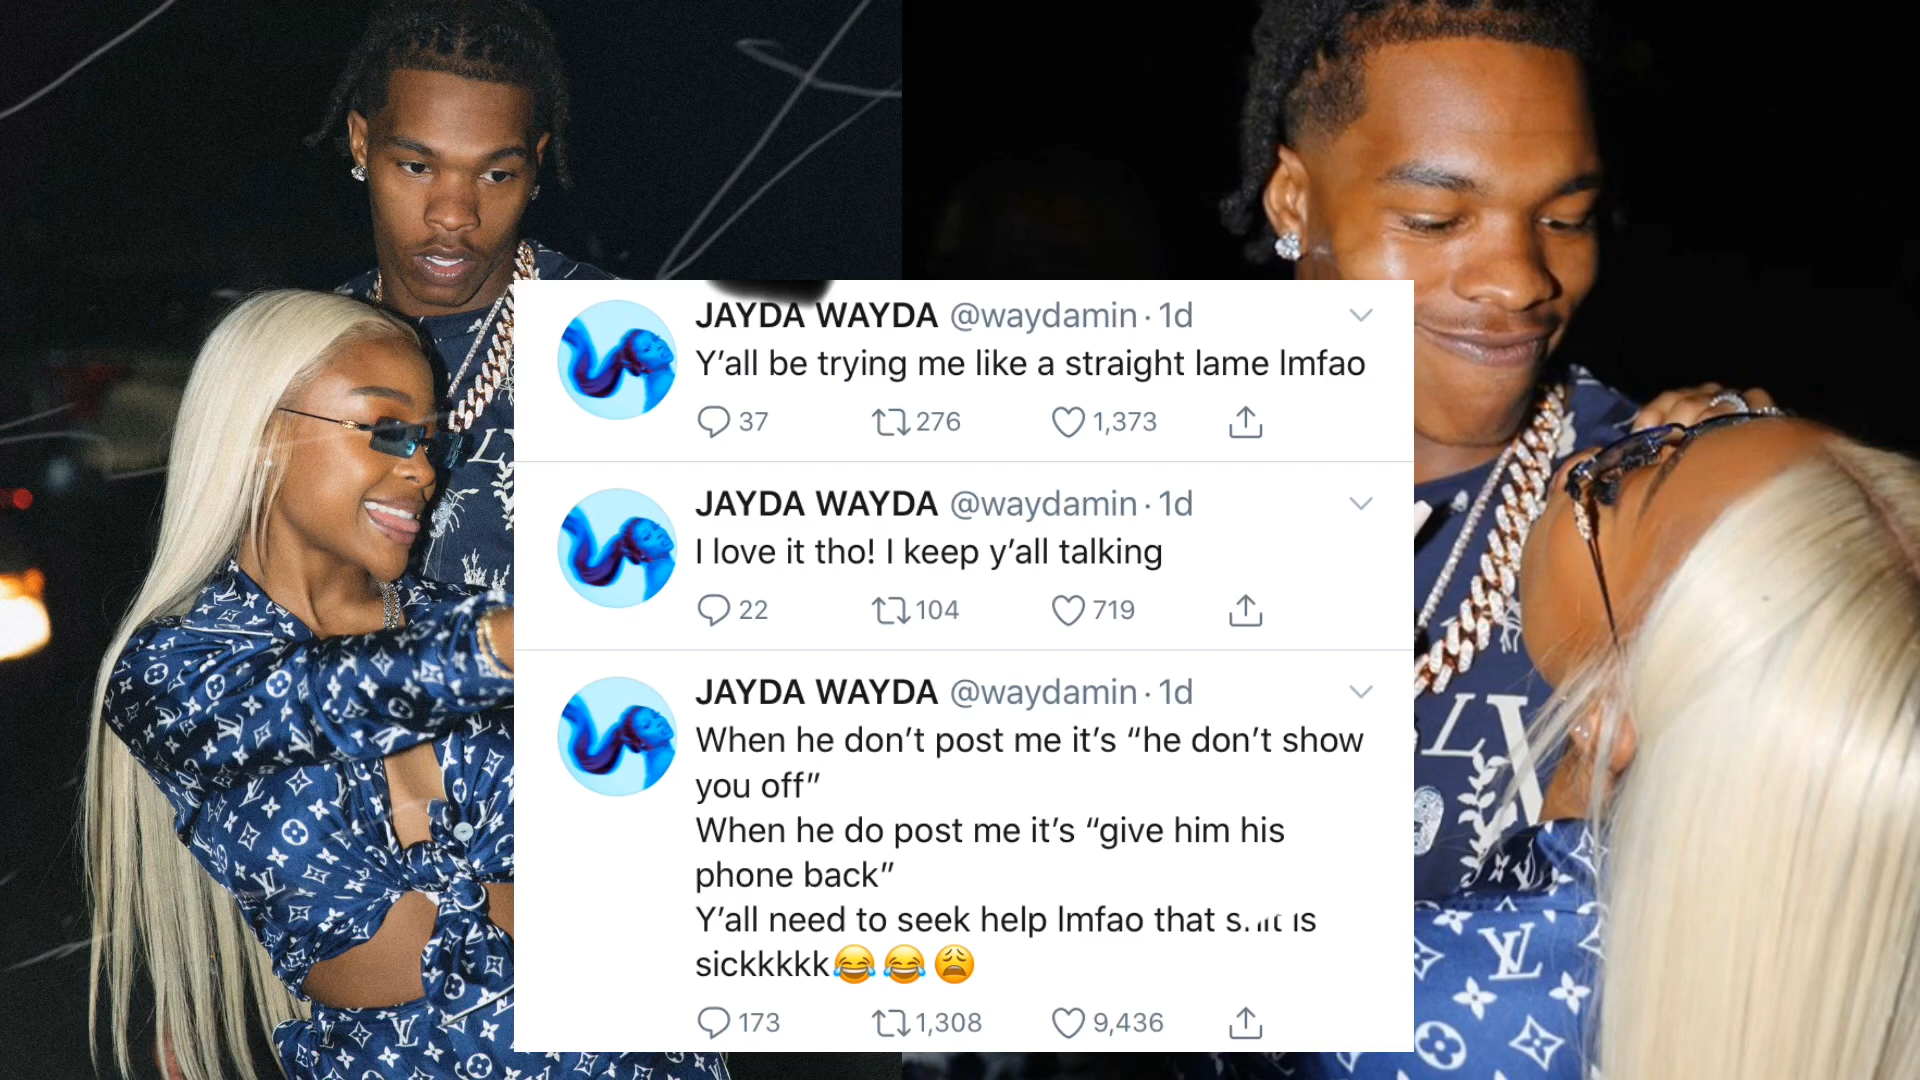 JAYDA WAYDA @waydamin · 1d
Y’all be trying me like a straight lame lmfao
37 276 1,373
JAYDA WAYDA @waydamin · 1d
I love it tho! I keep y’all talking
22 104 719
JAYDA WAYDA @waydamin · 1d
When he don’t post me it’s “he don’t show
you off”
When he do post me it’s “give him his
phone back”
Y’all need to seek help lmfao that is
sickkkkk😂😂😩
173 1,308 9,436
LV